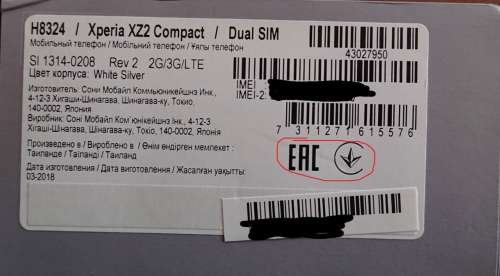 H8324 / Xperia XZ2 Compact / Dual SIM
Мобильный телефон / Мобільний телефон / Ұялы телефон
43027950
SI 1314-0208 Rev 2 2G/3G/LTE
Цвет корпуса: White Silver
IMEI
IMEI-2:
Изготовитель: Сони Мобайл Коммьюникейшнз Инк.,
4-12-3 Хигаши-Шинагава, Шинагава-ку, Токио,
140-0002, Япония
Виробник: Соні Мобайл Ком'юнікейшнз Інк., 4-12-3
Хігаші-Шінагава, Шінагава-ку, Токіо, 140-0002, Японія
7 311271 615576
Произведено в / Вироблено в / Өнім өндірген мемлекет :
Таиланде / Таїланді / Таиланд
EAC
Дата изготовления / Дата виготовлення / Жасалған уақыты:
03-2018